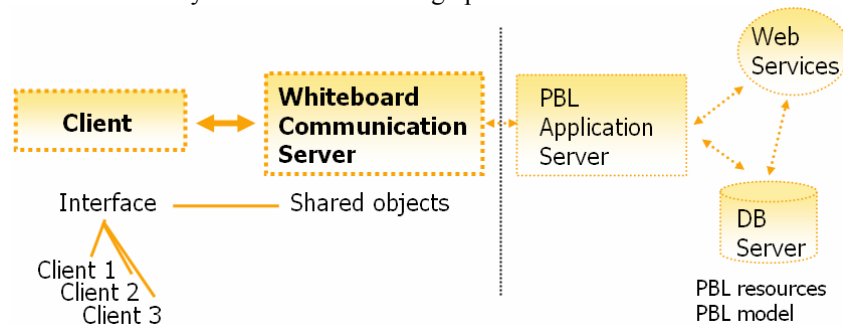 Client
Whiteboard
Communication
Server
PBL
Application
Server
Web
Services
DB
Server
Interface
Shared objects
Client 1
Client 2
Client 3
PBL resources
PBL model